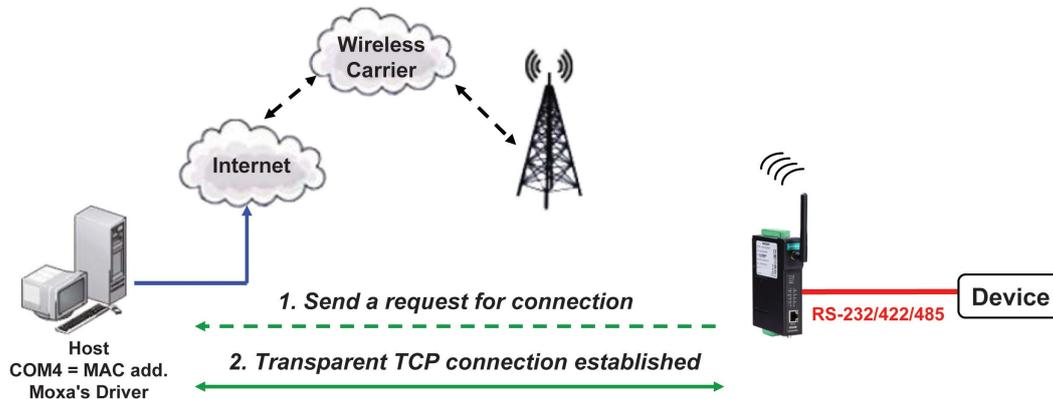 Wireless
Carrier
Internet
1. Send a request for connection
RS-232/422/485
Device
Host
COM4 = MAC add.
Moxa's Driver
2. Transparent TCP connection established